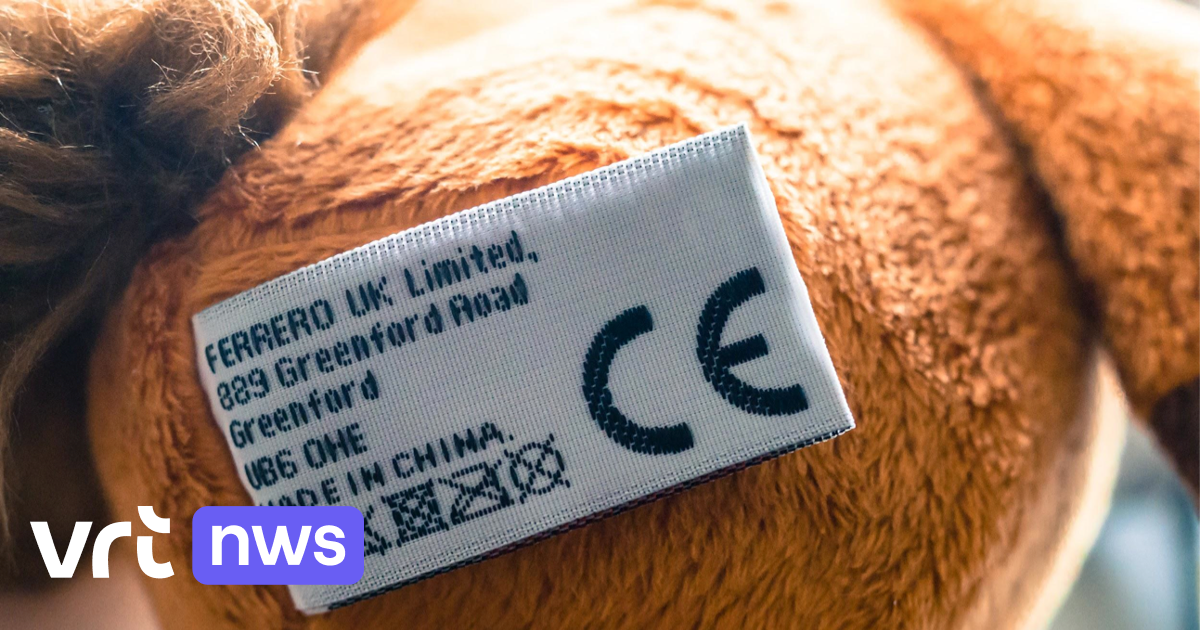 FERRERO UK Limited,
889 Greenford Road
Greenford
UB6 0HE
MADE IN CHINA.
CE
vrt nws